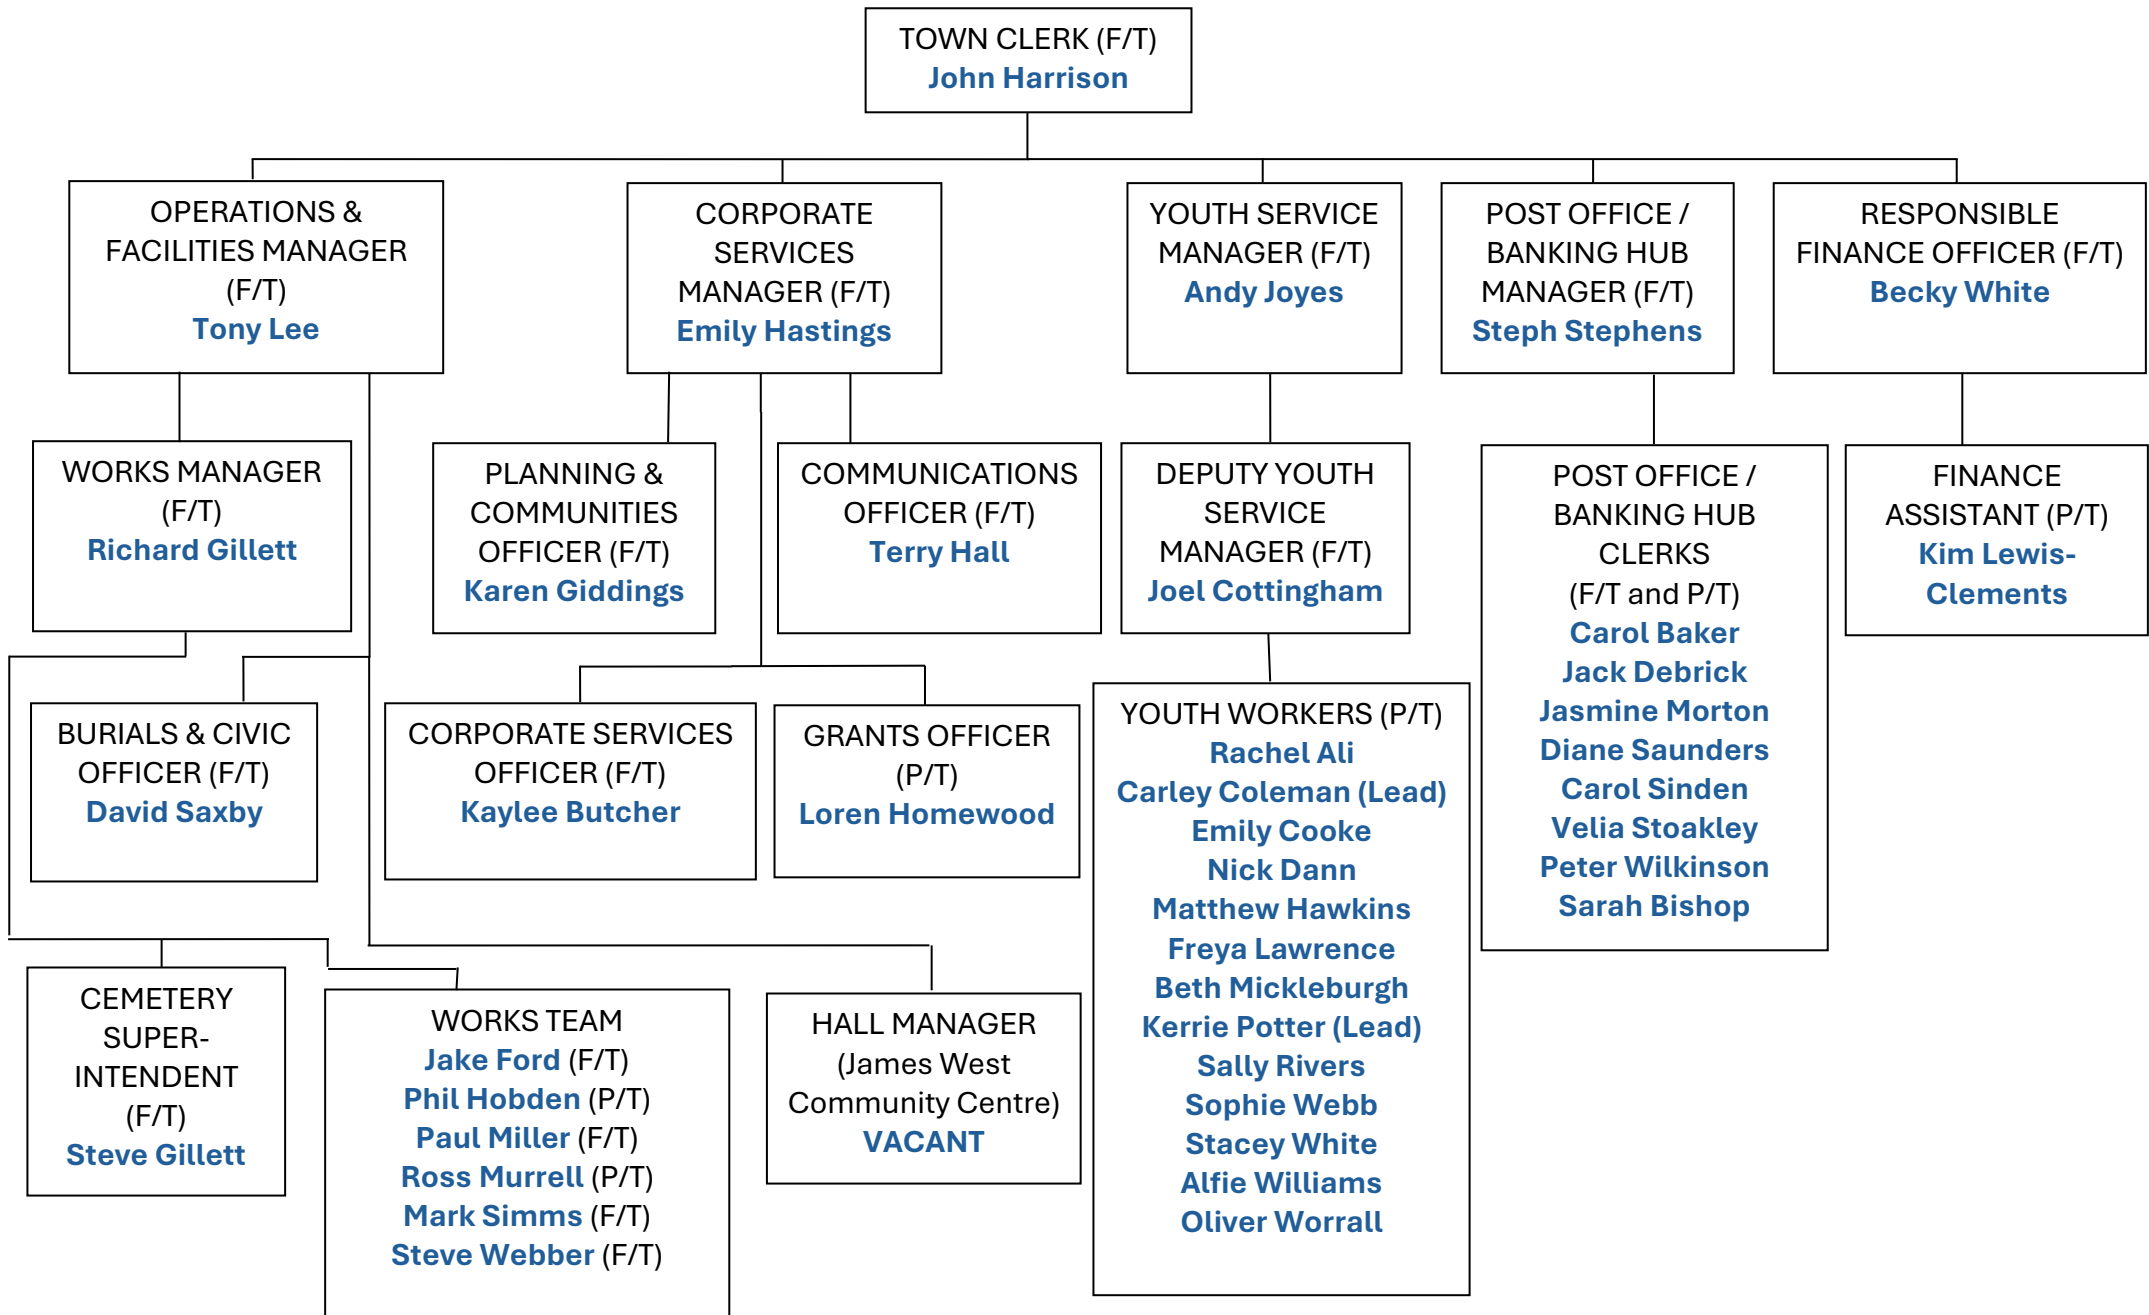 TOWN CLERK (F/T)
John Harrison
OPERATIONS &
FACILITIES MANAGER
(F/T)
Tony Lee
CORPORATE
SERVICES
MANAGER (F/T)
Emily Hastings
YOUTH SERVICE
MANAGER (F/T)
Andy Joyes
POST OFFICE /
BANKING HUB
MANAGER (F/T)
Steph Stephens
RESPONSIBLE
FINANCE OFFICER (F/T)
Becky White
WORKS MANAGER
(F/T)
Richard Gillett
PLANNING &
COMMUNITIES
OFFICER (F/T)
Karen Giddings
COMMUNICATIONS
OFFICER (F/T)
Terry Hall
DEPUTY YOUTH
SERVICE
MANAGER (F/T)
Joel Cottingham
POST OFFICE /
BANKING HUB
CLERKS
(F/T and P/T)
Carol Baker
Jack Debrick
Jasmine Morton
Diane Saunders
Carol Sinden
Velia Stoakley
Peter Wilkinson
Sarah Bishop
FINANCE
ASSISTANT (P/T)
Kim Lewis-
Clements
BURIALS & CIVIC
OFFICER (F/T)
David Saxby
CORPORATE SERVICES
OFFICER (F/T)
Kaylee Butcher
GRANTS OFFICER
(P/T)
Loren Homewood
YOUTH WORKERS (P/T)
Rachel Ali
Carley Coleman (Lead)
Emily Cooke
Nick Dann
Matthew Hawkins
Freya Lawrence
Beth Mickleburgh
Kerrie Potter (Lead)
Sally Rivers
Sophie Webb
Stacey White
Alfie Williams
Oliver Worrall
CEMETERY
SUPER-
INTENDENT
(F/T)
Steve Gillett
WORKS TEAM
Jake Ford (F/T)
Phil Hobden (P/T)
Paul Miller (F/T)
Ross Murrell (P/T)
Mark Simms (F/T)
Steve Webber (F/T)
HALL MANAGER
(James West
Community Centre)
VACANT